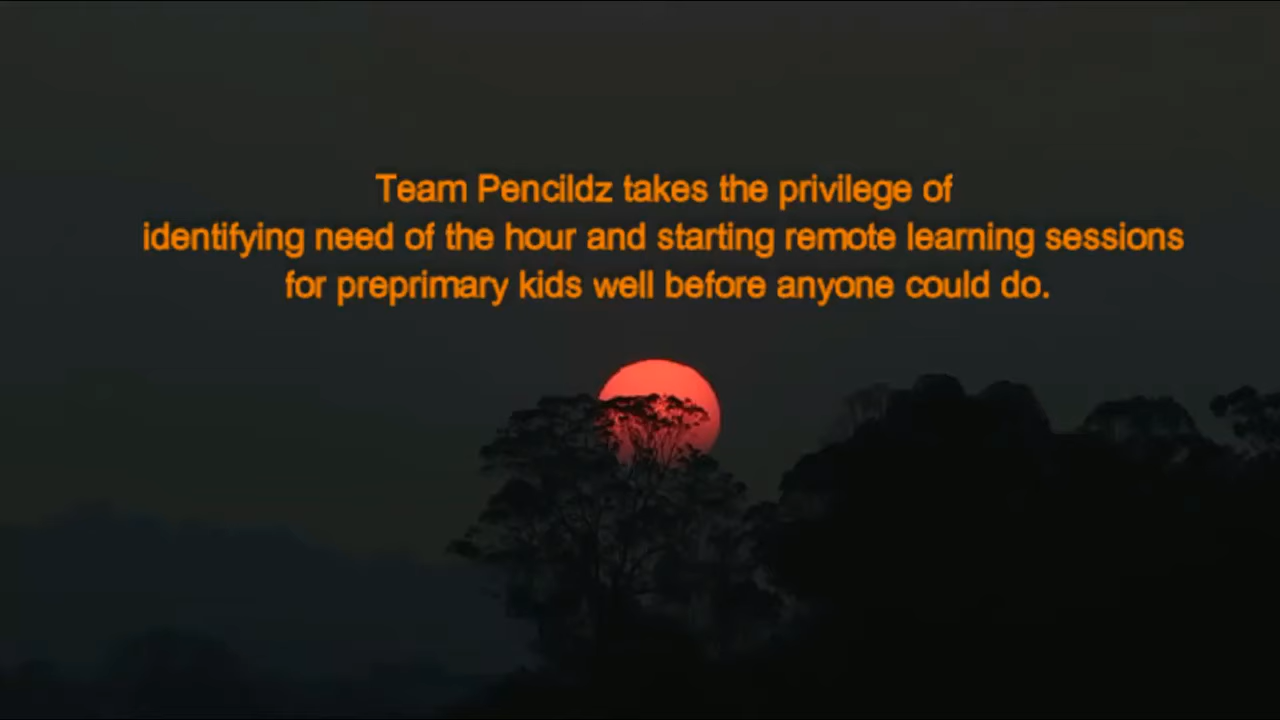 Team Pencildz takes the privilege of
identifying need of the hour and starting remote learning sessions
for preprimary kids well before anyone could do.